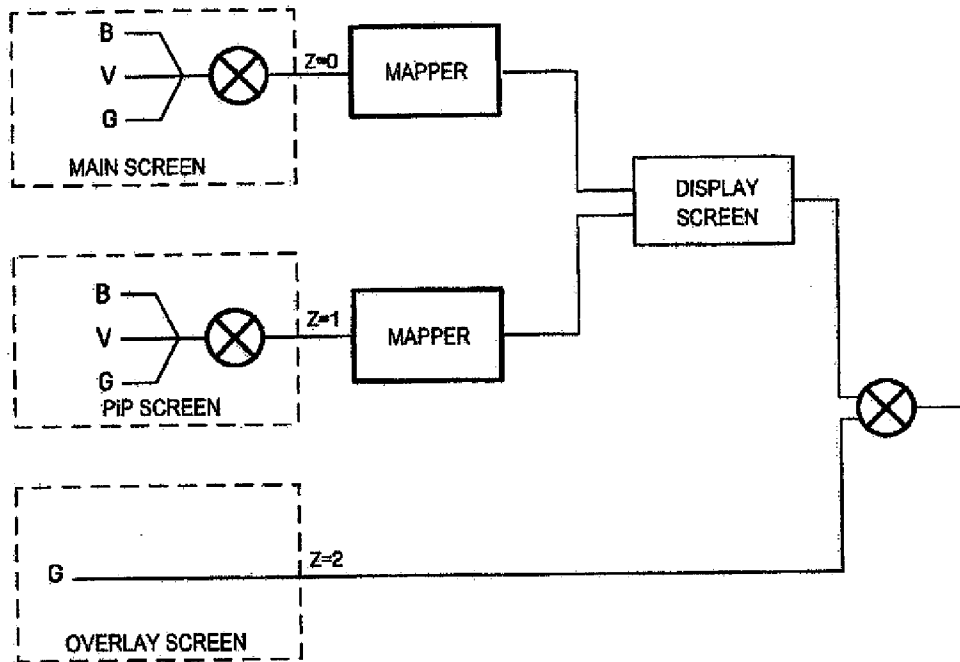 B
V
G
MAIN SCREEN
Z=0
MAPPER
DISPLAY
SCREEN
B
V
G
PiP SCREEN
Z=1
MAPPER
G
Z=2
OVERLAY SCREEN